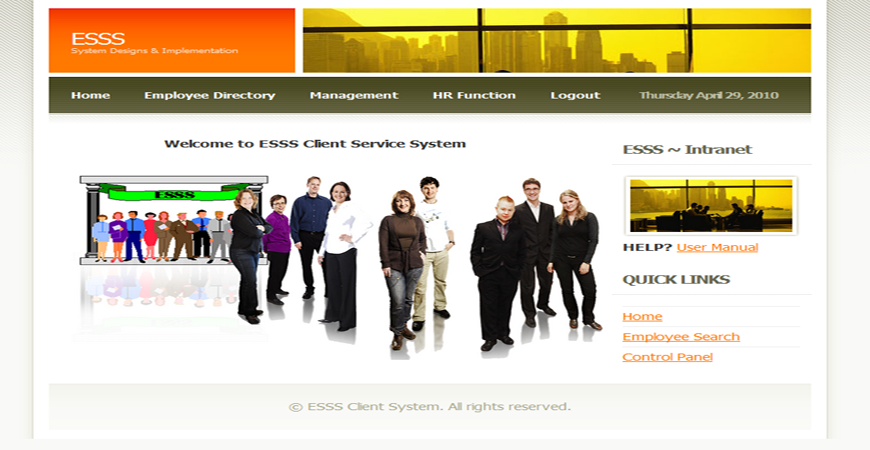 ESSS
System Designs & Implementation
Home Employee Directory Management HR Function Logout Thursday April 29, 2010
Welcome to ESSS Client Service System
ESSS
ESSS ~ Intranet
HELP? User Manual
QUICK LINKS
Home
Employee Search
Control Panel
© ESSS Client System. All rights reserved.